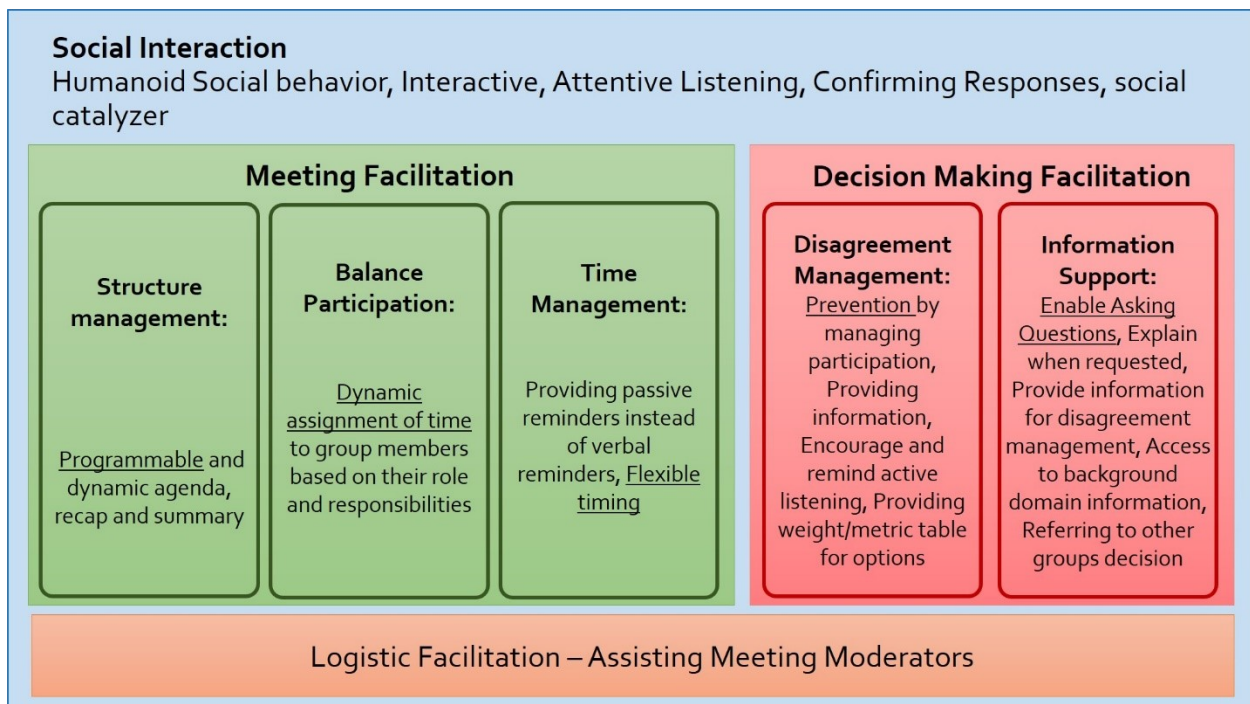 Social Interaction
Humanoid Social behavior, Interactive, Attentive Listening, Confirming Responses, social
catalyzer
Meeting Facilitation
Structure
management:
Programmable and
dynamic agenda,
recap and summary
Balance
Participation:
Dynamic
assignment of time
to group members
based on their role
and responsibilities
Time
Management:
Providing passive
reminders instead
of verbal
reminders, Flexible
timing
Decision Making Facilitation
Disagreement
Management:
Prevention by
managing
participation,
Providing
information,
Encourage and
remind active
listening, Providing
weight/metric table
for options
Information
Support:
Enable Asking
Questions, Explain
when requested,
Provide information
for disagreement
management, Access
to background
domain information,
Referring to other
groups decision
Logistic Facilitation – Assisting Meeting Moderators